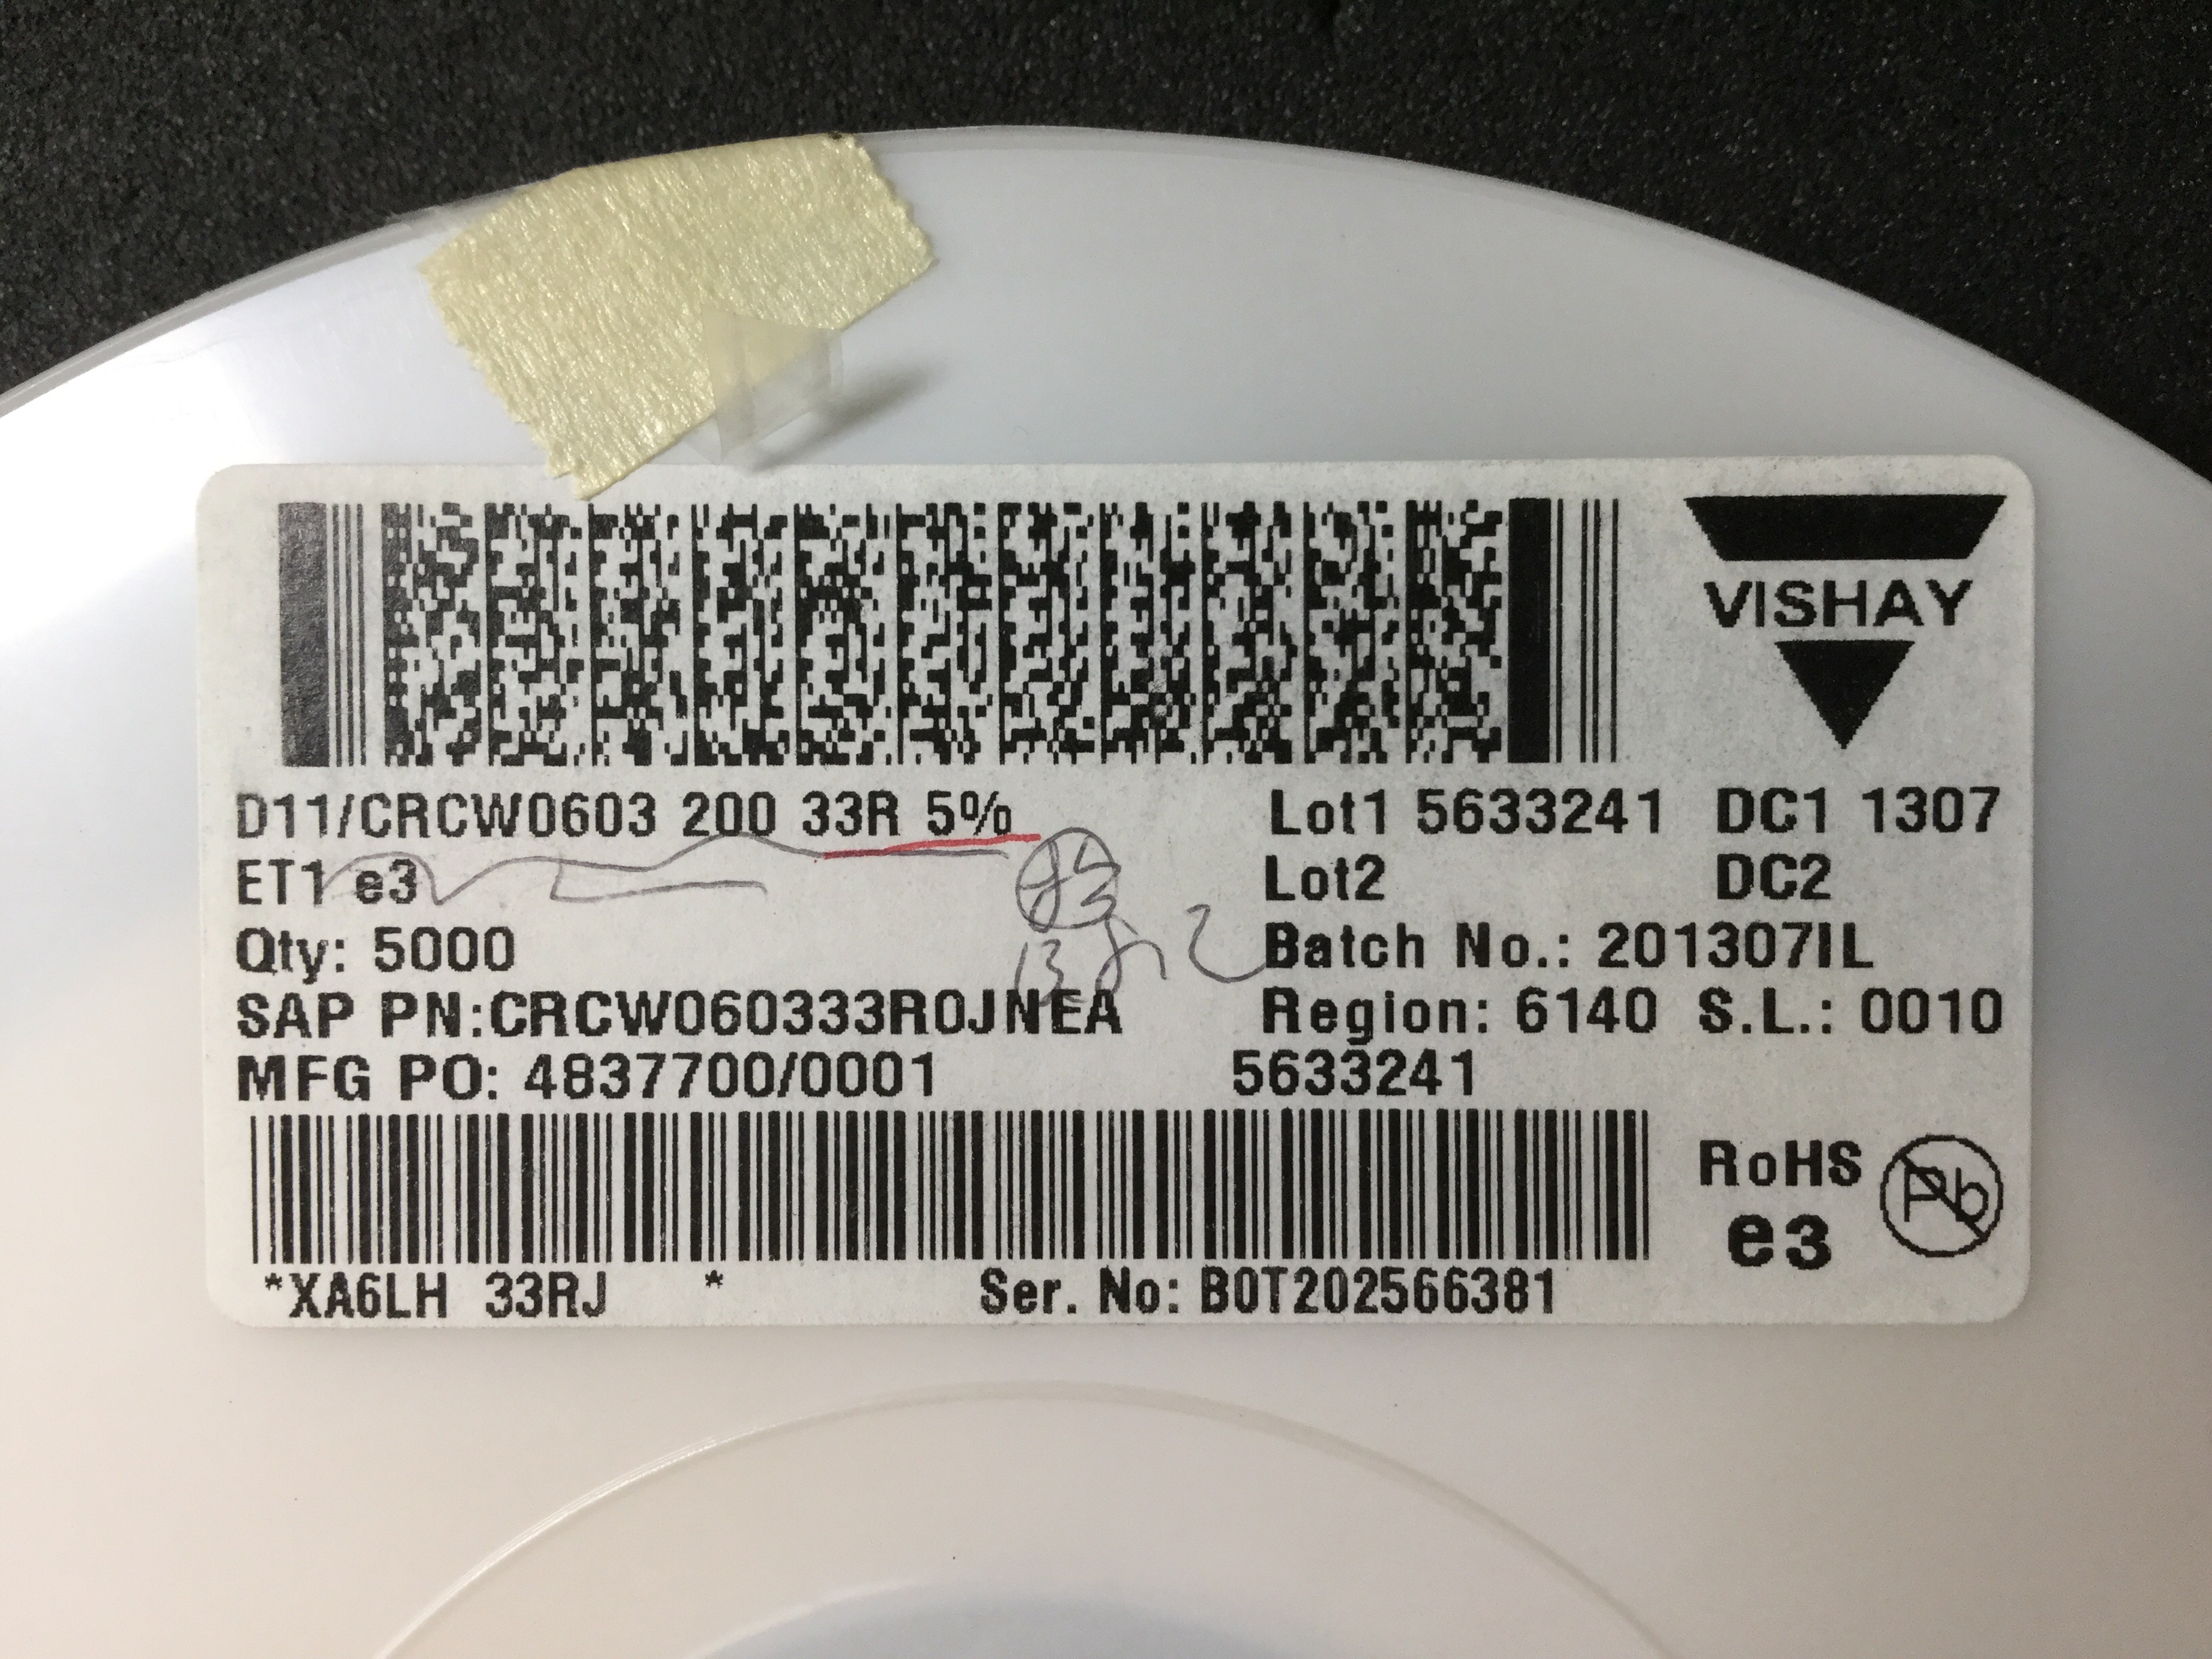 VISHAY
D11/CRCW0603 200 33R 5% Lot1 5633241 DC1 1307
ET1 e3 Lot2 DC2
Qty: 5000 Batch No.: 201307IL
SAP PN:CRCW060333R0JNEA Region: 6140 S.L.: 0010
MFG PO: 4837700/0001 5633241
RoHS Pb
e3
*XA6LH 33RJ * Ser. No: B0T202566381